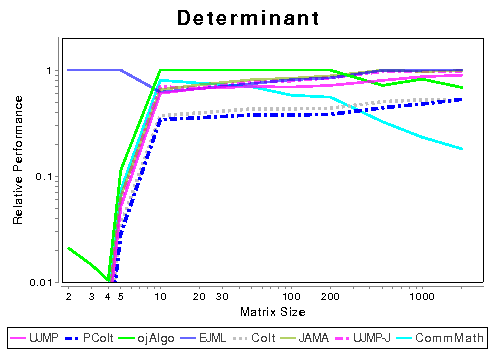 Determinant
Relative Performance
1
0.1
0.01
2 3 4 5 10 20 30 100 200 1000
Matrix Size
UJMP PColt ojAlgo EJML Colt JAMA UJMP-J CommMath